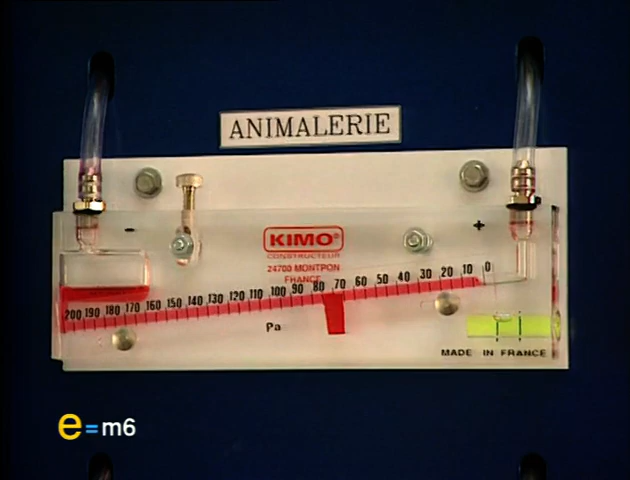 ANIMALERIE
- +
KIMO®
CONSTRUCTEUR
24700 MONTPON
FRANCE
200 190 180 170 160 150 140 130 120 110 100 90 80 70 60 50 40 30 20 10 0
Pa
MADE IN FRANCE
e=m6